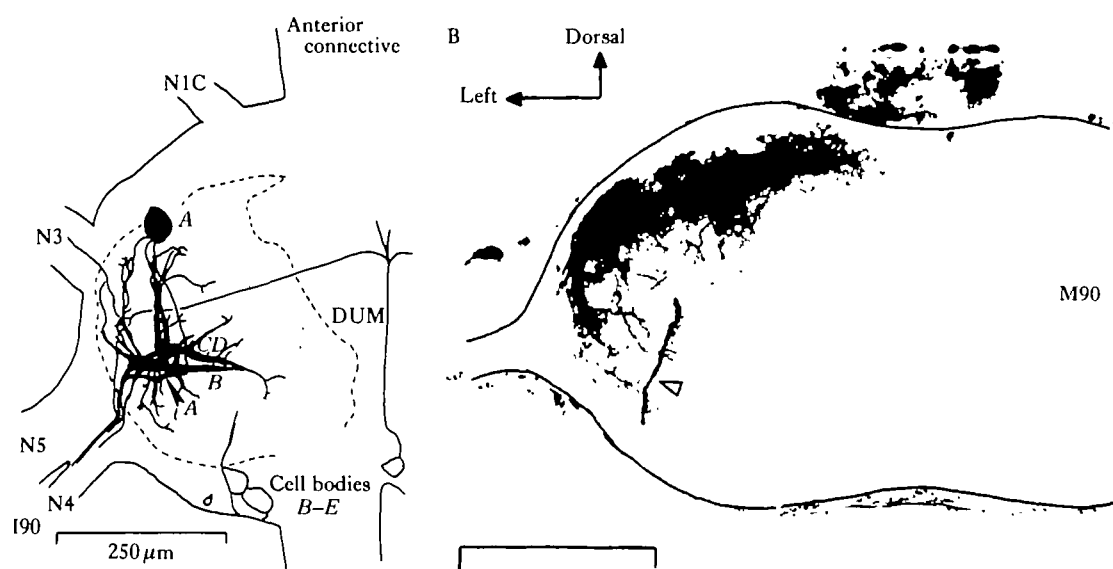 Anterior
connective
N1C
N3
A
DUM
CD
B
A
N5
N4
Cell bodies
B–E
I90
250 μm
B
Dorsal
Left
M90